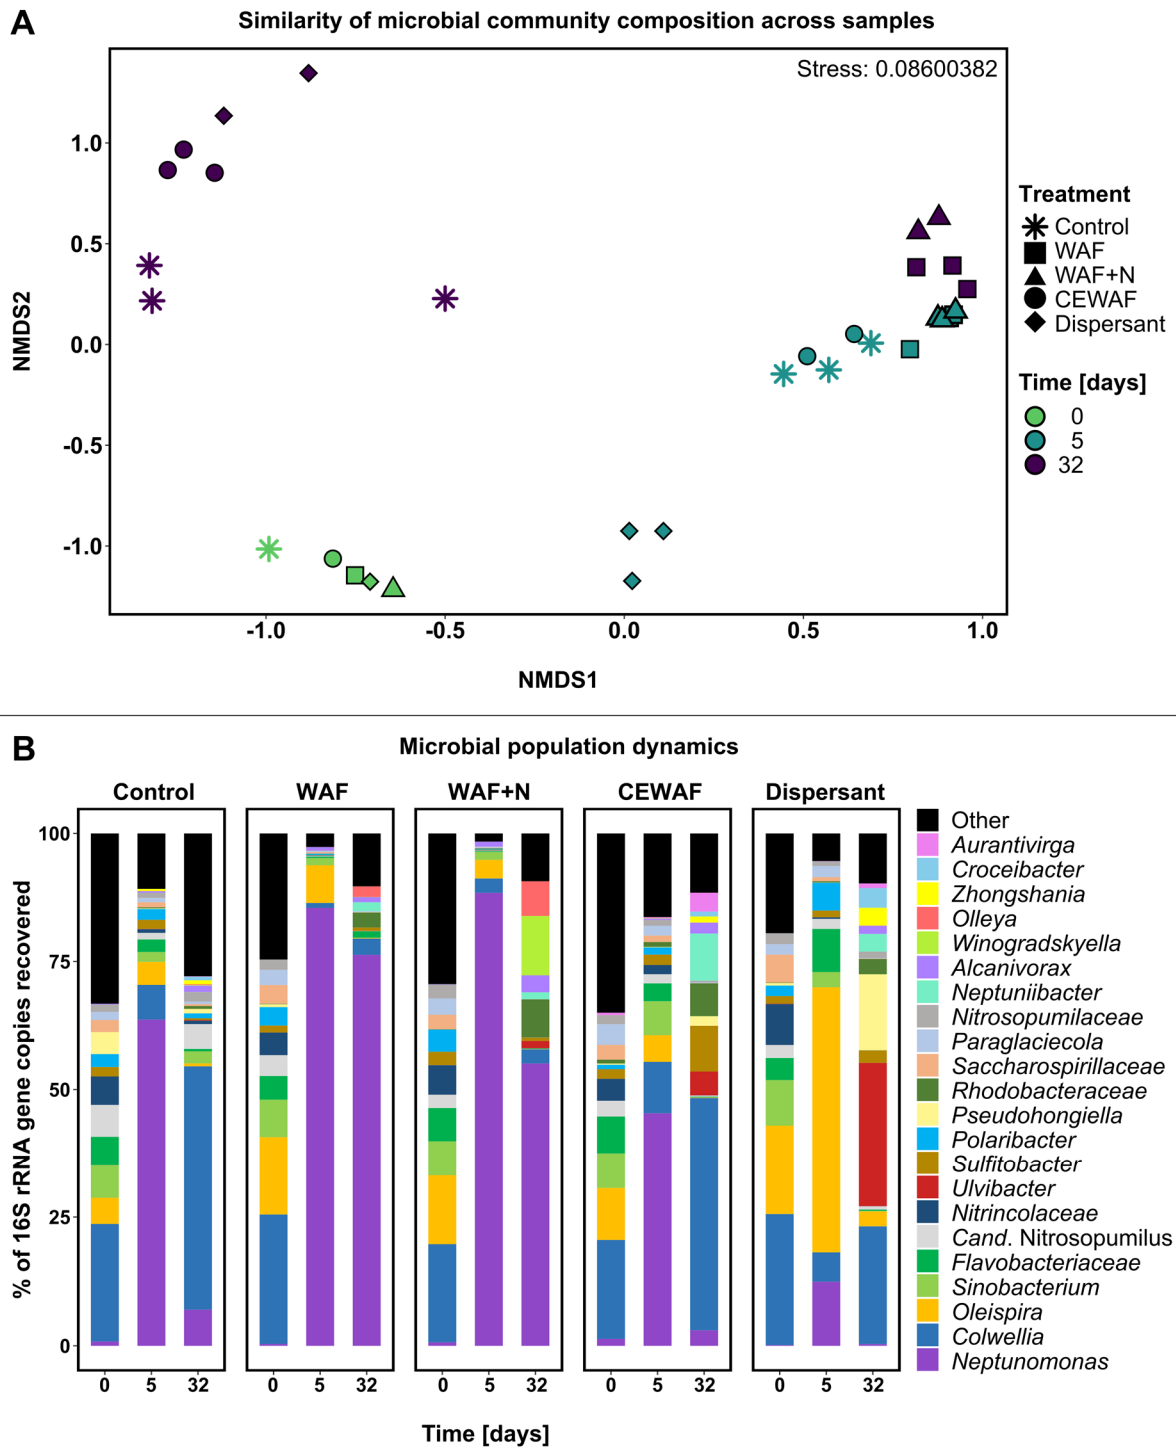 A
Similarity of microbial community composition across samples
Stress: 0.08600382
1.0
0.5
0.0
-0.5
-1.0
NMDS2
-1.0 -0.5 0.0 0.5 1.0
NMDS1
Treatment
Control
WAF
WAF+N
CEWAF
Dispersant
Time [days]
0
5
32
B
Microbial population dynamics
Control WAF WAF+N CEWAF Dispersant
100
75
50
25
0
% of 16S rRNA gene copies recovered
0 5 32 0 5 32 0 5 32 0 5 32 0 5 32
Time [days]
Other
Aurantivirga
Croceibacter
Zhongshania
Olleya
Winogradskyella
Alcanivorax
Neptuniibacter
Nitrosopumilaceae
Paraglaciecola
Saccharospirillaceae
Rhodobacteraceae
Pseudohongiella
Polaribacter
Sulfitobacter
Ulvibacter
Nitrincolaceae
Cand. Nitrosopumilus
Flavobacteriaceae
Sinobacterium
Oleispira
Colwellia
Neptunomonas